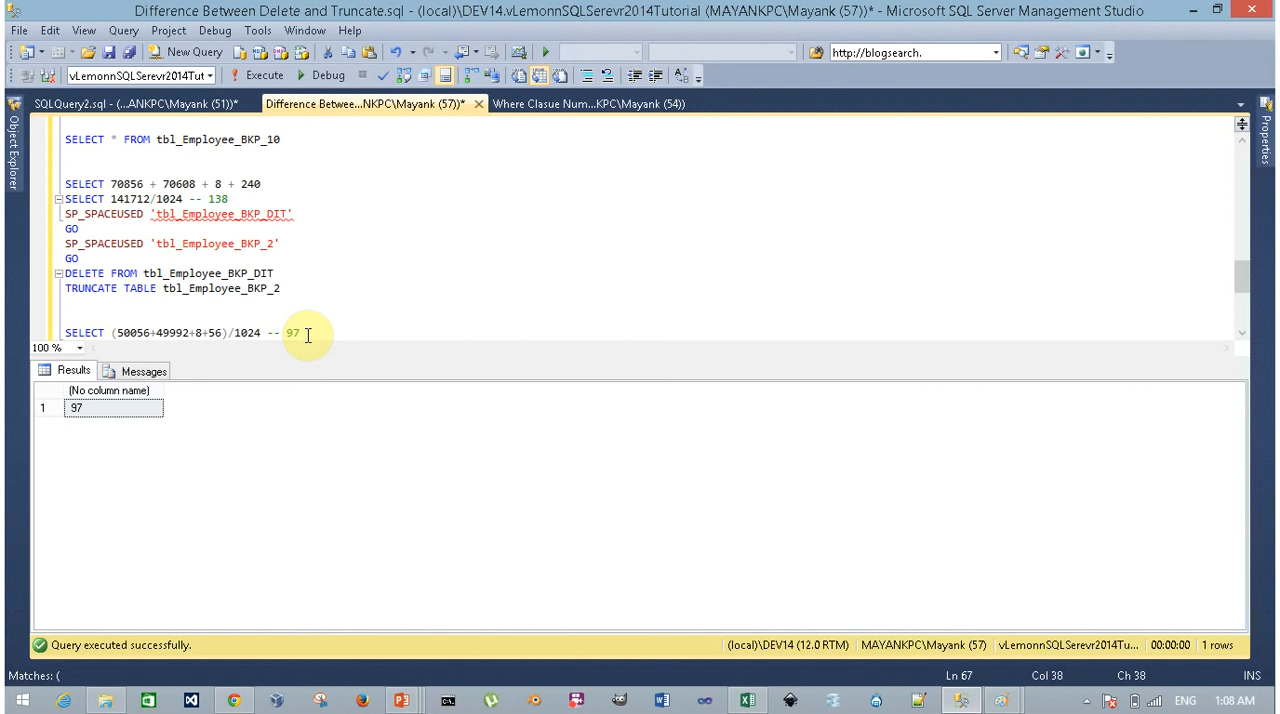 Difference Between Delete and Truncate.sql - (local)\DEV14.vLemonnSQLSerevr2014Tutorial (MAYANKPC\Mayank (57))* - Microsoft SQL Server Management Studio
File Edit View Query Project Debug Tools Window Help
New Query http://blogsearch.
vLemonnSQLSerevr2014Tut Execute Debug
SQLQuery2.sql - (...ANKPC\Mayank (51))* Difference Betwee...NKPC\Mayank (57))* Where Clasue Num...KPC\Mayank (54))
Object Explorer
Properties
SELECT * FROM tbl_Employee_BKP_10
SELECT 70856 + 70608 + 8 + 240
SELECT 141712/1024 -- 138
SP_SPACEUSED 'tbl_Employee_BKP_DIT'
GO
SP_SPACEUSED 'tbl_Employee_BKP_2'
GO
DELETE FROM tbl_Employee_BKP_DIT
TRUNCATE TABLE tbl_Employee_BKP_2
SELECT (50056+49992+8+56)/1024 -- 97
100 %
Results Messages
(No column name)
1 97
Query executed successfully. (local)\DEV14 (12.0 RTM) MAYANKPC\Mayank (57) vLemonnSQLSerevr2014Tu... 00:00:00 1 rows
Matches: ( Ln 67 Col 38 Ch 38 INS
ENG 1:08 AM